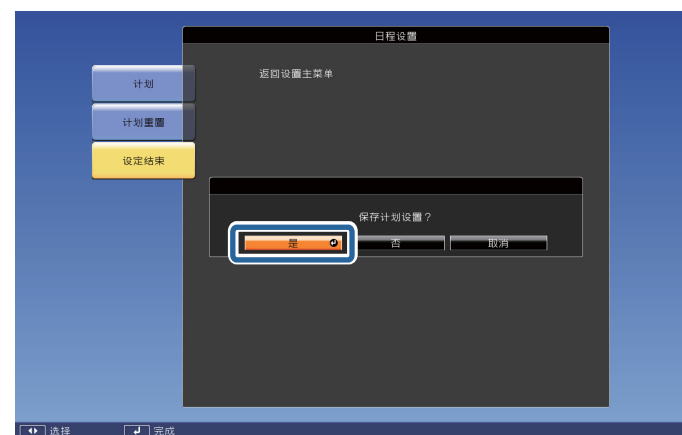 日程设置
返回设置主菜单
计划
计划重置
设定结束
保存计划设置？
是
否
取消
选择
完成